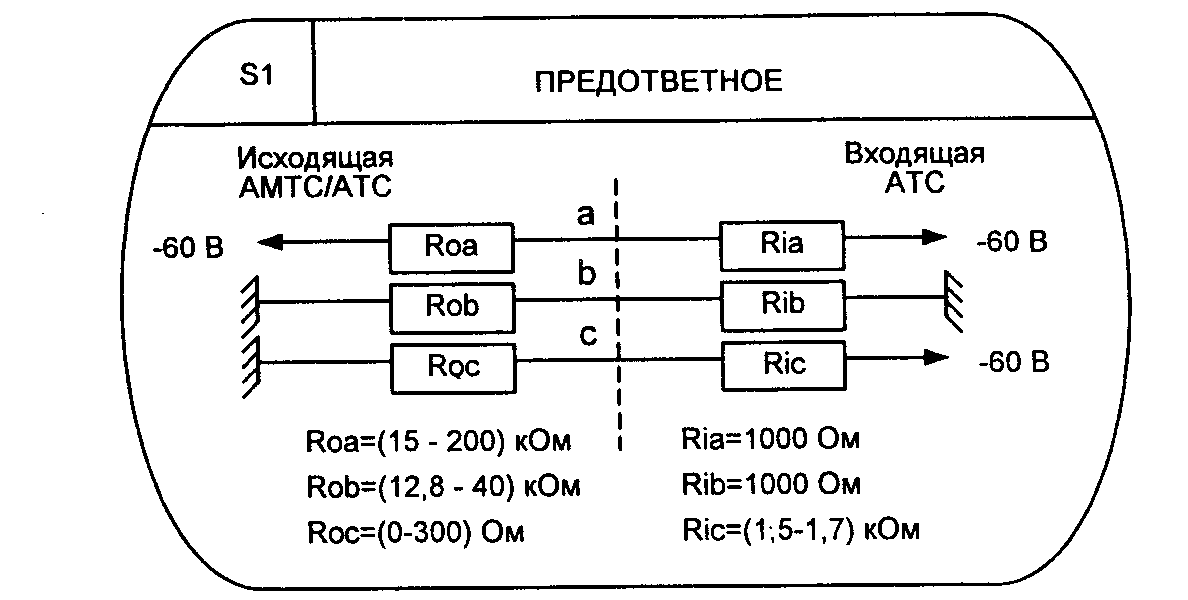 S1
ПРЕДОТВЕТНОЕ
Исходящая
АМТС/АТС
Входящая
АТС
a
-60 В
Roa
Ria
-60 В
b
Rob
Rib
c
Roc
Ric
-60 В
Roa=(15 - 200) кОм
Ria=1000 Ом
Rob=(12,8 - 40) кОм
Rib=1000 Ом
Roc=(0-300) Ом
Ric=(1,5-1,7) кОм